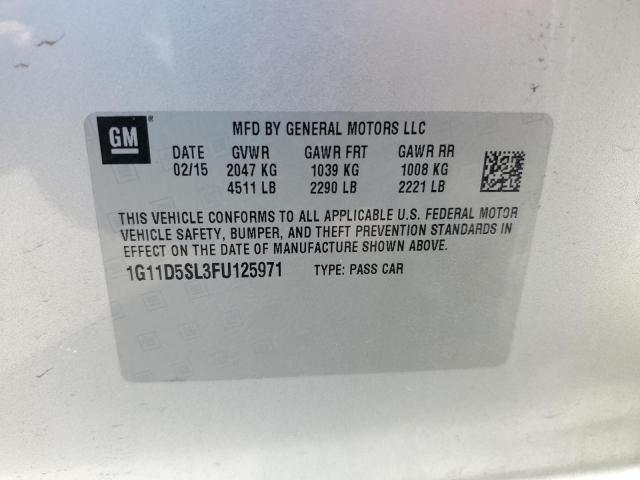 GM ®
MFD BY GENERAL MOTORS LLC
DATE GVWR GAWR FRT GAWR RR
02/15 2047 KG 1039 KG 1008 KG
4511 LB 2290 LB 2221 LB
THIS VEHICLE CONFORMS TO ALL APPLICABLE U.S. FEDERAL MOTOR
VEHICLE SAFETY, BUMPER, AND THEFT PREVENTION STANDARDS IN
EFFECT ON THE DATE OF MANUFACTURE SHOWN ABOVE.
1G11D5SL3FU125971 TYPE: PASS CAR